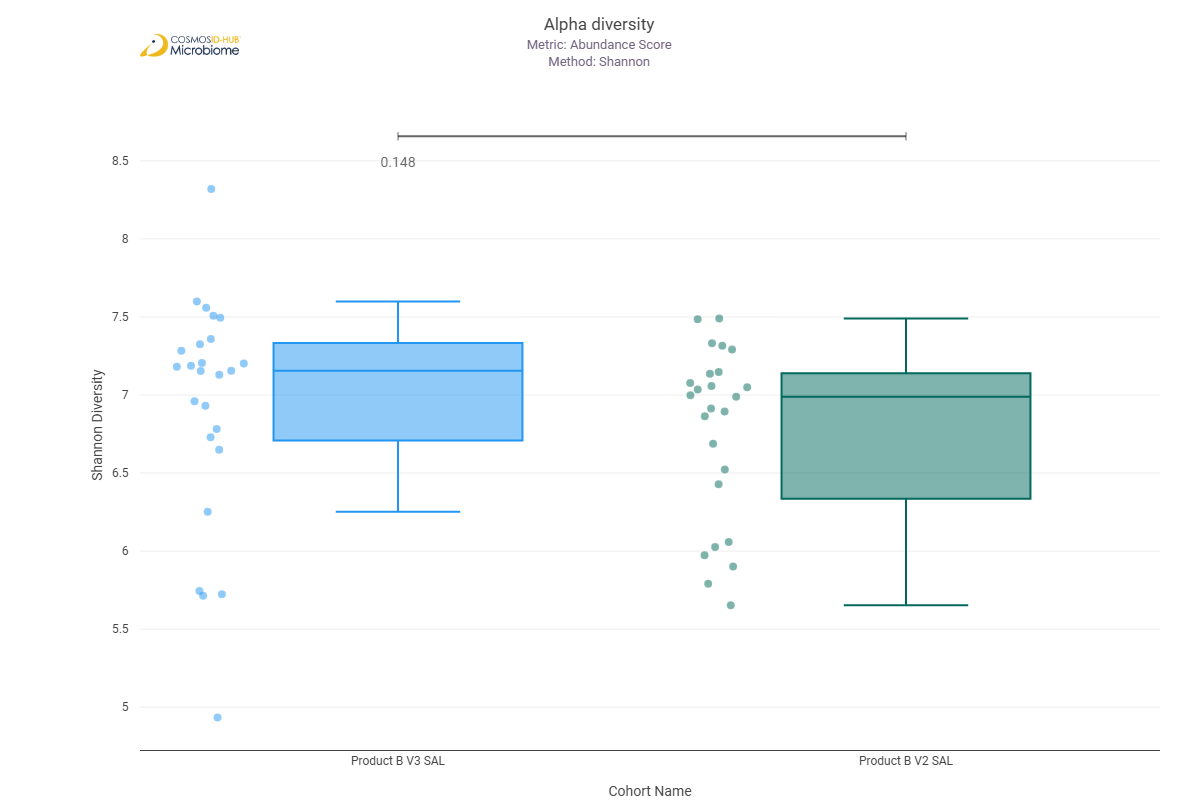 Alpha diversity
COSMOSID-HUB
Microbiome
Metric: Abundance Score
Method: Shannon
0.148
8.5
8
7.5
7
6.5
6
5.5
5
Shannon Diversity
Product B V3 SAL
Product B V2 SAL
Cohort Name